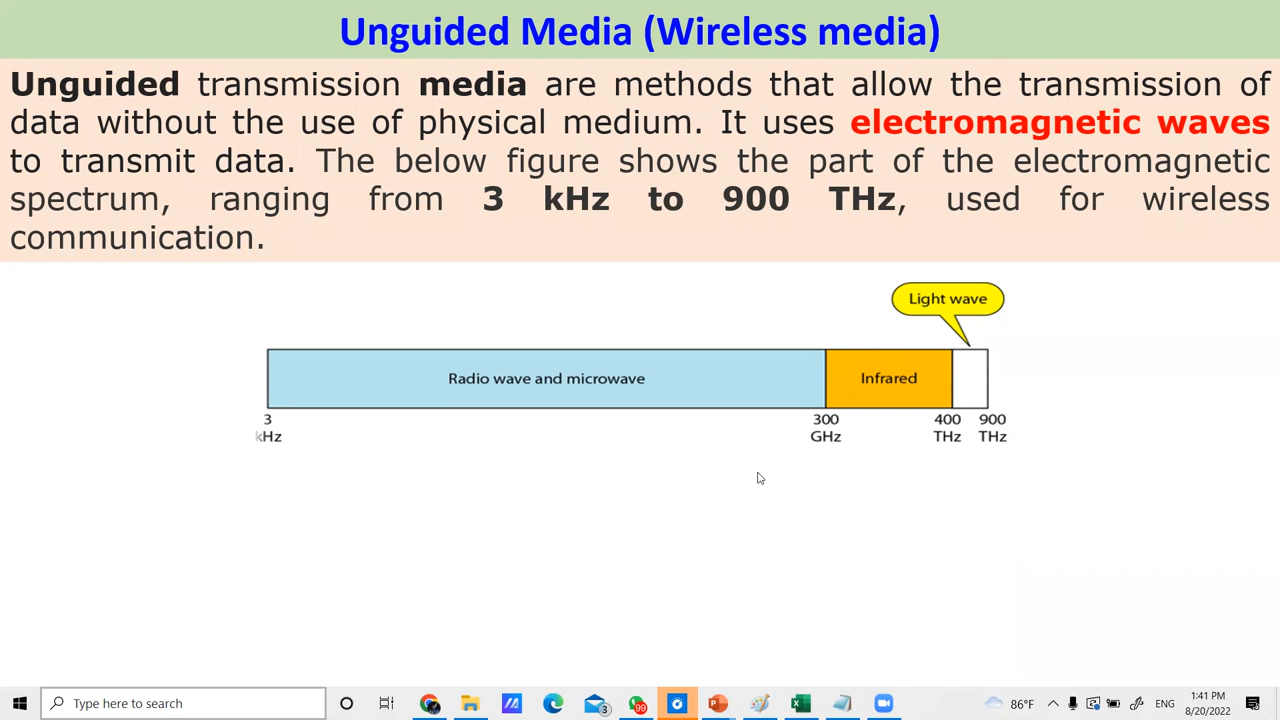 Unguided Media (Wireless media)
Unguided transmission media are methods that allow the transmission of
data without the use of physical medium. It uses electromagnetic waves
to transmit data. The below figure shows the part of the electromagnetic
spectrum, ranging from 3 kHz to 900 THz, used for wireless
communication.
Light wave
Radio wave and microwave
Infrared
3 300 400 900
kHz GHz THz THz
Type here to search
3
99
86°F
ENG
1:41 PM
8/20/2022